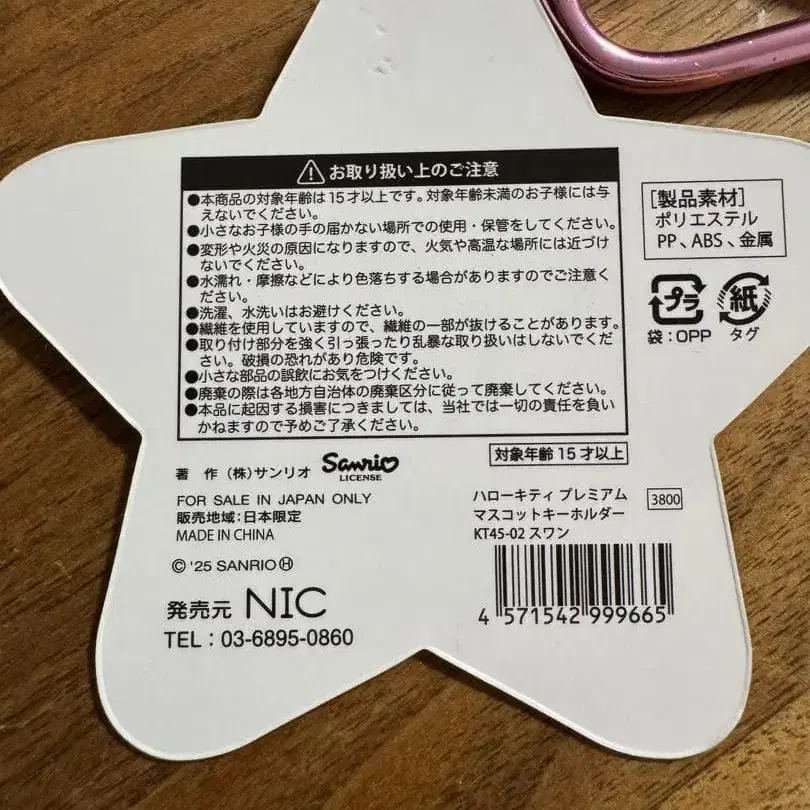 お取り扱い上のご注意
●本商品の対象年齢は15才以上です。対象年齢未満のお子様には与
えないでください。
●小さなお子様の手の届かない場所での使用・保管をしてください。
●変形や火災の原因になりますので、火気や高温な場所には近づけ
ないでください。
●水濡れ・摩擦などにより色落ちする場合がありますのでご注意く
ださい。
●洗濯、水洗いはお避けください。
●繊維を使用していますので、繊維の一部が抜けることがあります。
●取り付け部分を強く引っ張ったり乱暴な取り扱いはしないでくだ
さい。破損の恐れがあり危険です。
●小さな部品の誤飲にお気をつけください。
●廃棄の際は各地方自治体の廃棄区分に従って廃棄してください。
●本品に起因する損害につきましては、当社では一切の責任を負い
かねますので予めご了承ください。
[製品素材]
ポリエステル
PP、ABS、金属
プラ 紙
袋:OPP タグ
対象年齢15才以上
著 作 (株)サンリオ Sanrio
LICENSE
FOR SALE IN JAPAN ONLY
販売地域:日本限定
MADE IN CHINA
© '25 SANRIO Ⓗ
発売元 NIC
TEL:03-6895-0860
ハローキティ プレミアム 3800
マスコットキーホルダー
KT45-02 スワン
4 571542 999665